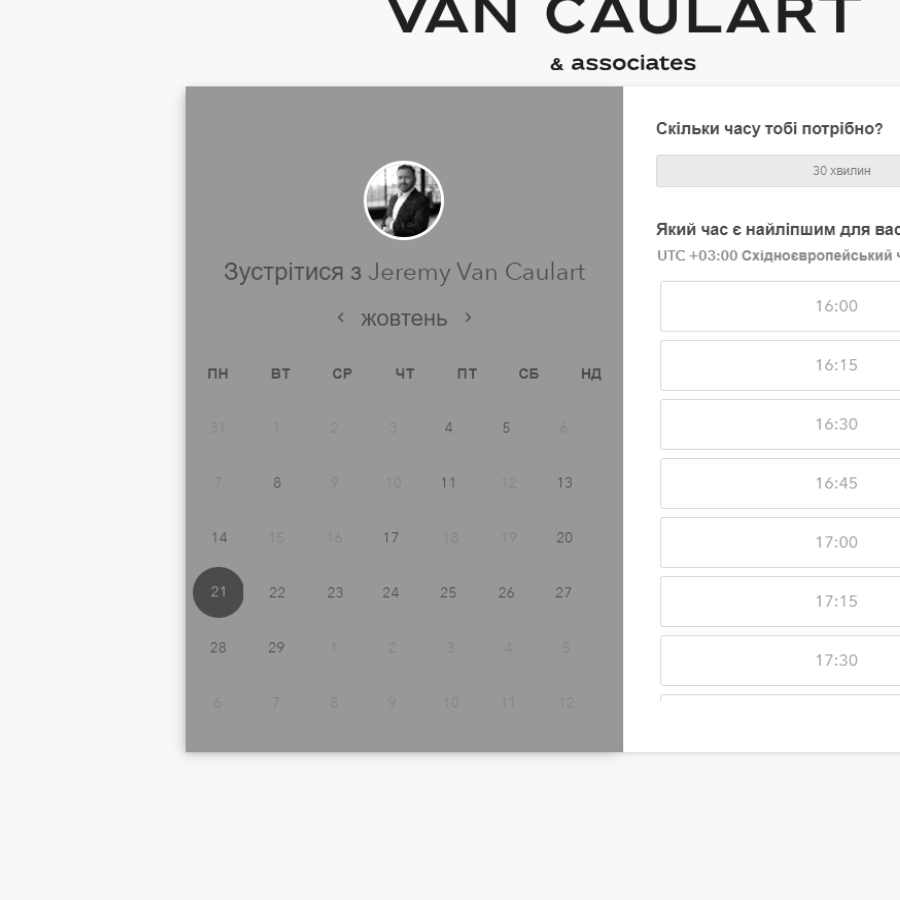 VAN CAULART
& associates
Зустрітися з Jeremy Van Caulart
‹ жовтень ›
ПН ВТ СР ЧТ ПТ СБ НД
31 1 2 3 4 5 6
7 8 9 10 11 12 13
14 15 16 17 18 19 20
21 22 23 24 25 26 27
28 29 1 2 3 4 5
6 7 8 9 10 11 12
Скільки часу тобі потрібно?
30 хвилин
Який час є найліпшим для вас
UTC +03:00 Східноєвропейський
16:00
16:15
16:30
16:45
17:00
17:15
17:30